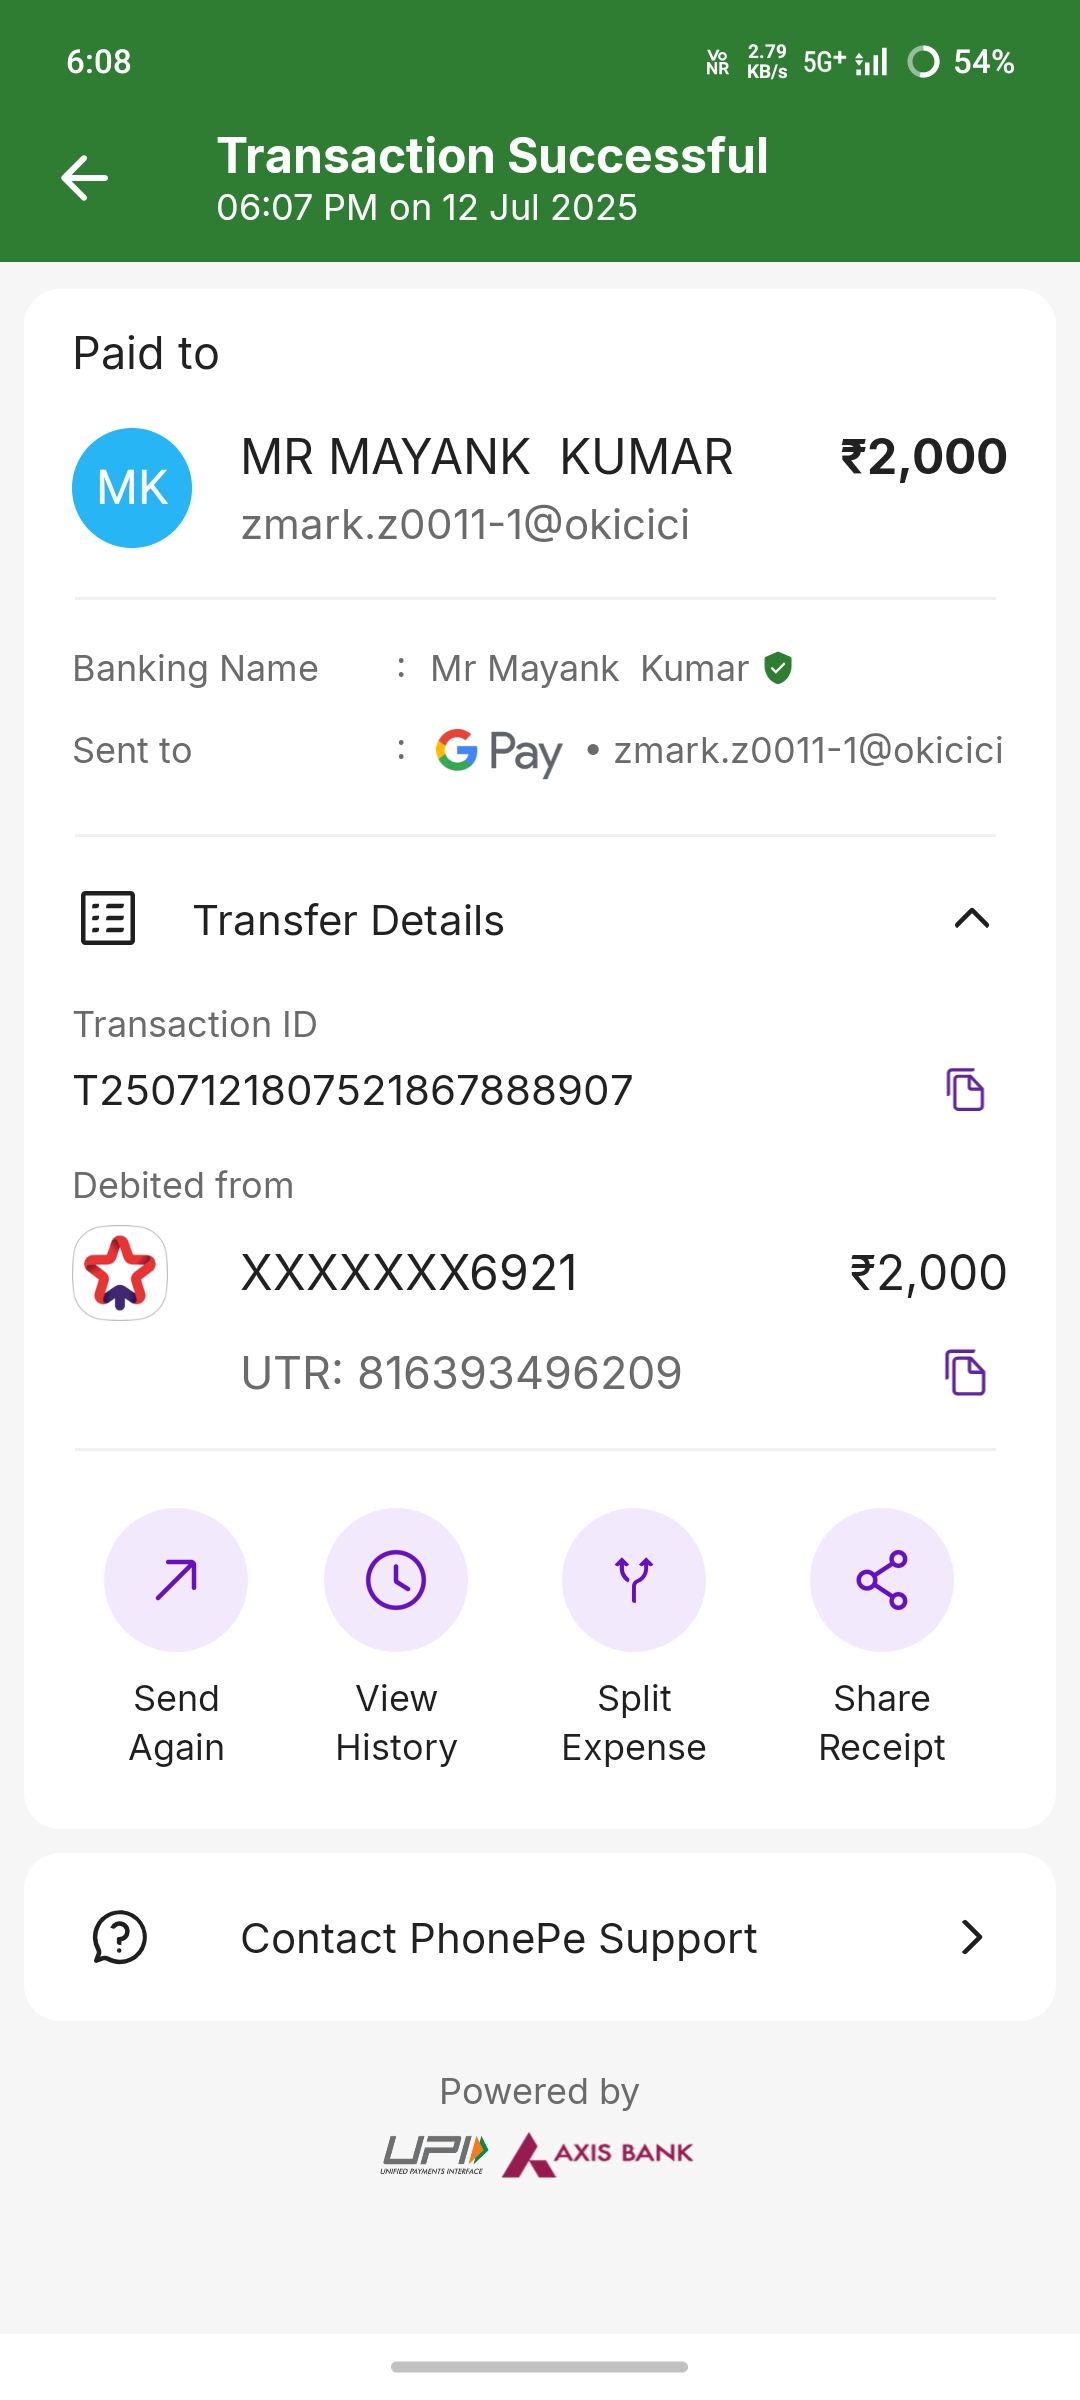 6:08 Vo NR 2.79 KB/s 5G+ 54%
Transaction Successful
06:07 PM on 12 Jul 2025
Paid to
MK MR MAYANK  KUMAR ₹2,000
zmark.z0011-1@okicici
Banking Name : Mr Mayank  Kumar
Sent to : G Pay • zmark.z0011-1@okicici
Transfer Details
Transaction ID
T2507121807521867888907
Debited from
XXXXXXX6921 ₹2,000
UTR: 816393496209
Send Again
View History
Split Expense
Share Receipt
Contact PhonePe Support
Powered by
UPI AXIS BANK
UNIFIED PAYMENTS INTERFACE